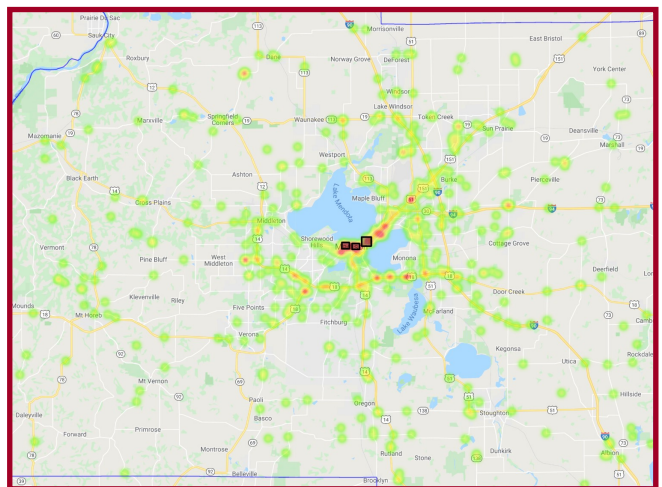 Prairie Du Sac
Morrisonville
Sauk City
East Bristol
Roxbury
Dane
Norway Grove
DeForest
York Center
Windsor
Lake Windsor
Marxville
Springfield Corners
Waunakee
Token Creek
Sun Prairie
Deansville
Marshall
Mazomanie
Westport
Black Earth
Ashton
Burke
Pierceville
Lake Mendota
Maple Bluff
Cross Plains
Middleton
Shorewood Hills
Cottage Grove
Vermont
Pine Bluff
West Middleton
Monona
Deerfield
Mounds
Klevenville
Riley
Door Creek
Mt Horeb
Five Points
Lake Waubesa
McFarland
Fitchburg
Verona
Kegonsa
Utica
Rockdale
Mt Vernon
Paoli
Hillside
Daleyville
Basco
Oregon
Stoughton
Primrose
Forward
Montrose
Rutland
Stone
Dunkirk
Albion
Belleville
Brooklyn